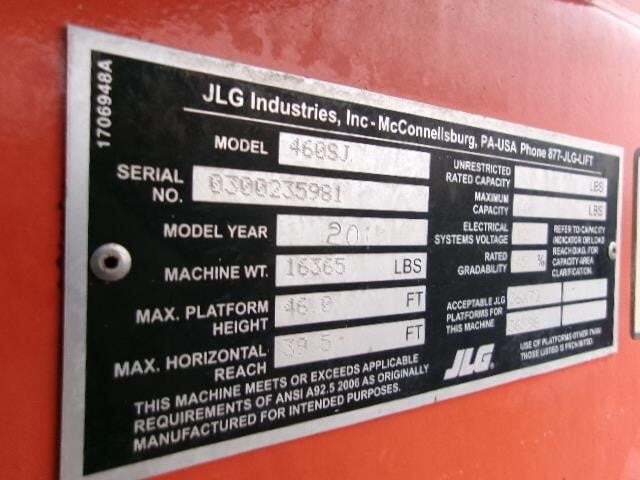 1706948A
JLG Industries, Inc - McConnellsburg, PA-USA Phone 877-JLG-LIFT
MODEL 460SJ
SERIAL
NO. 0300235981
MODEL YEAR
MACHINE WT. 16365 LBS
MAX. PLATFORM
HEIGHT 46.0 FT
MAX. HORIZONTAL
REACH 39.5 FT
THIS MACHINE MEETS OR EXCEEDS APPLICABLE
REQUIREMENTS OF ANSI A92.5 2006 AS ORIGINALLY
MANUFACTURED FOR INTENDED PURPOSES.
UNRESTRICTED
RATED CAPACITY LBS
MAXIMUM
CAPACITY LBS
ELECTRICAL
SYSTEMS VOLTAGE
RATED
GRADABILITY %
REFER TO CAPACITY
INDICATOR OR LOAD
READING DIAG. FOR
CAPACITY AREA
CLARIFICATION.
ACCEPTABLE JLG
PLATFORMS FOR
THIS MACHINE
JLG
USE OF PLATFORMS OTHER THAN
THOSE LISTED IS PROHIBITED.